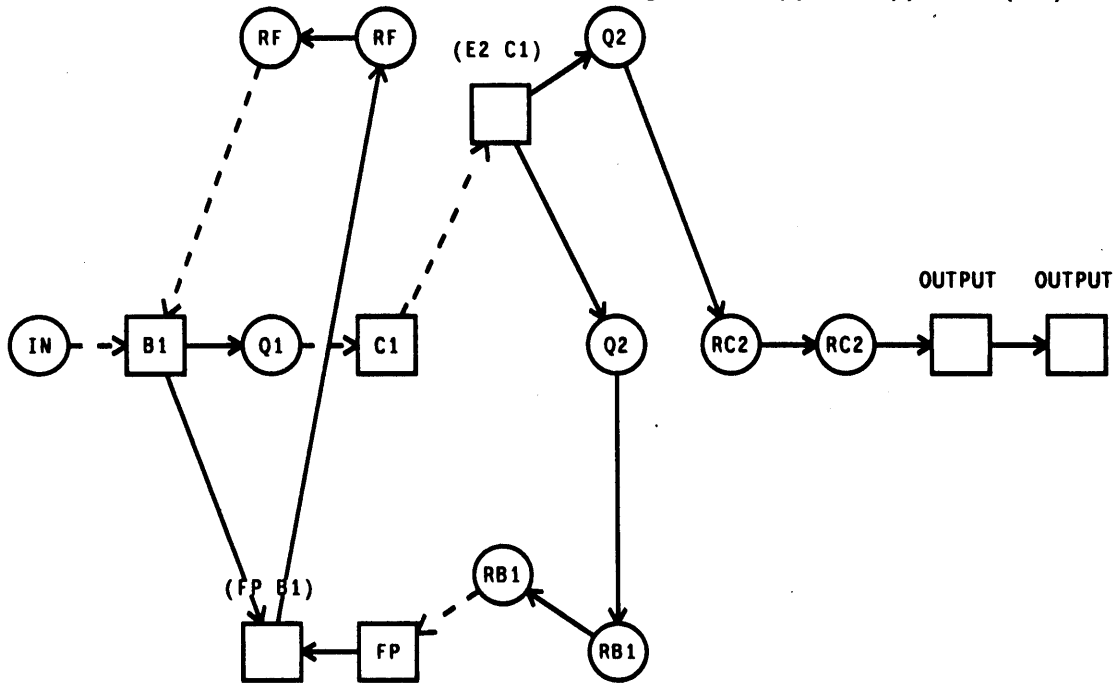 RF RF
(E2 C1)
Q2
OUTPUT OUTPUT
IN B1 Q1 C1 Q2 RC2 RC2
(FP B1)
RB1
FP RB1